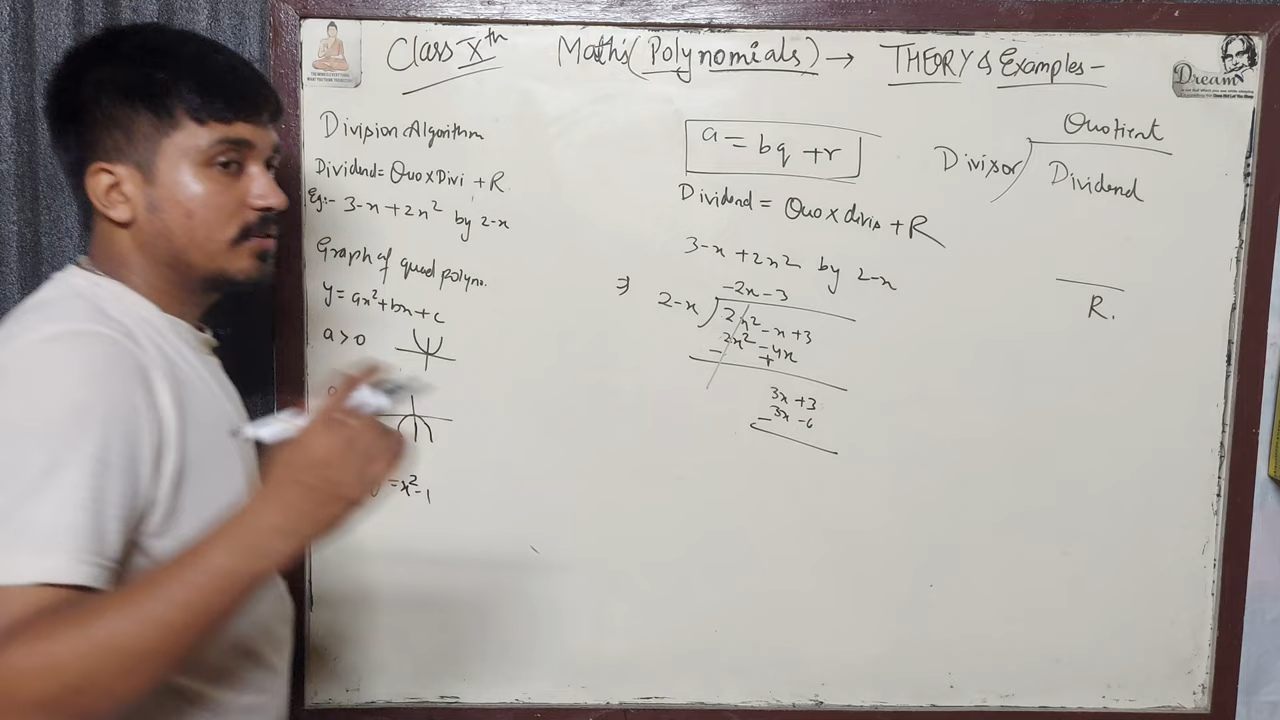 Class Xth Maths (Polynomials) → THEORY & Examples -
Dream
Division Algorithm
Dividend = Quo x Divi + R
Eg:- 3-x+2x² by 2-x
Graph of quad polyno.
y = ax²+bx+c
a > 0
= x²-1
a = bq + r
Dividend = Quo x divis + R
3-x+2x² by 2-x
⇒
-2x-3
2-x ) 2x²-x+3
2x²-4x
- +
3x+3
3x-6
-
Quotient
Divisor ) Dividend
R.